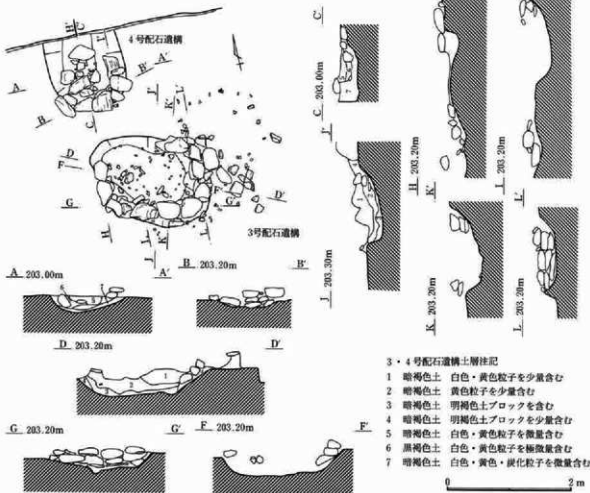 H' C' I'
4号配石遺構
A B' A'
B C J' K' L'
D
F
G F' G' D'
3号配石遺構
H I J K L
C'
C 203.00m
7
J'
J 203.30m
H 203.20m
K'
I 203.20m
L'
K 203.20m
L 203.20m
A 203.00m A'
6 7 5
B 203.20m B'
D 203.20m D'
1 2 3
G 203.20m G'
F 203.20m F'
3・4号配石遺構土層注記
1 暗褐色土 白色・黄色粒子を少量含む
2 暗褐色土 黄色粒子を少量含む
3 暗褐色土 明褐色土ブロックを含む
4 暗褐色土 明褐色土ブロックを少量含む
5 暗褐色土 白色・黄色粒子を微量含む
6 黒褐色土 白色・黄色粒子を極微量含む
7 暗褐色土 白色・黄色・炭化粒子を微量含む
0 2 m